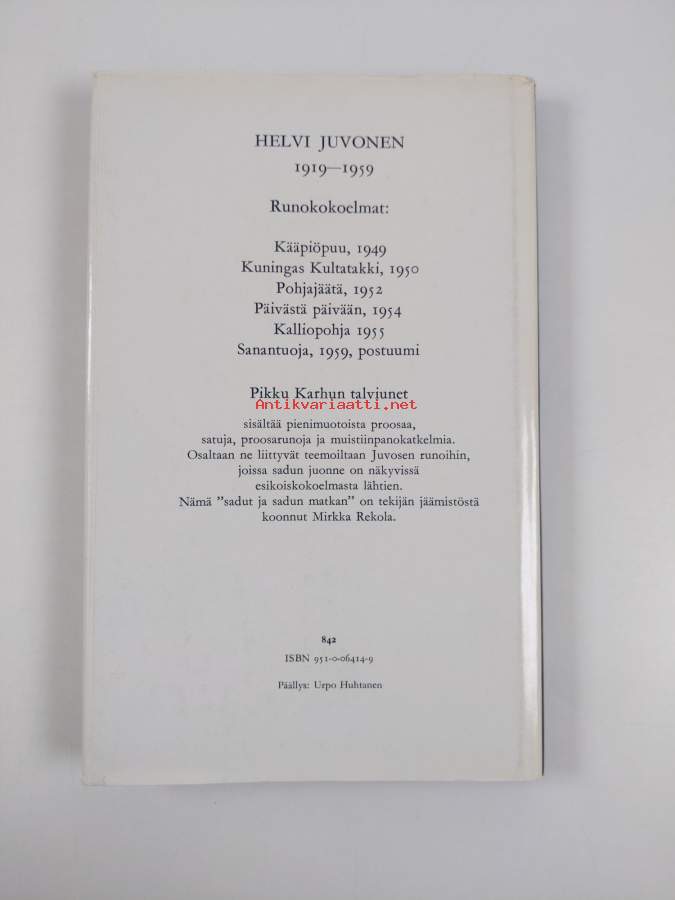 HELVI JUVONEN
1919—1959
Runokokoelmat:
Kääpiöpuu, 1949
Kuningas Kultatakki, 1950
Pohjajäätä, 1952
Päivästä päivään, 1954
Kalliopohja 1955
Sanantuoja, 1959, postuumi
Pikku Karhun talviunet
Antikvariaatti.net
sisältää pienimuotoista proosaa,
satuja, proosarunoja ja muistiinpanokatkelmia.
Osaltaan ne liittyvät teemoiltaan Juvosen runoihin,
joissa sadun juonne on näkyvissä
esikoiskokoelmasta lähtien.
Nämä ”sadut ja sadun matkan” on tekijän jäämistöstä
koonnut Mirkka Rekola.
842
ISBN 951-0-06414-9
Päällys: Urpo Huhtanen